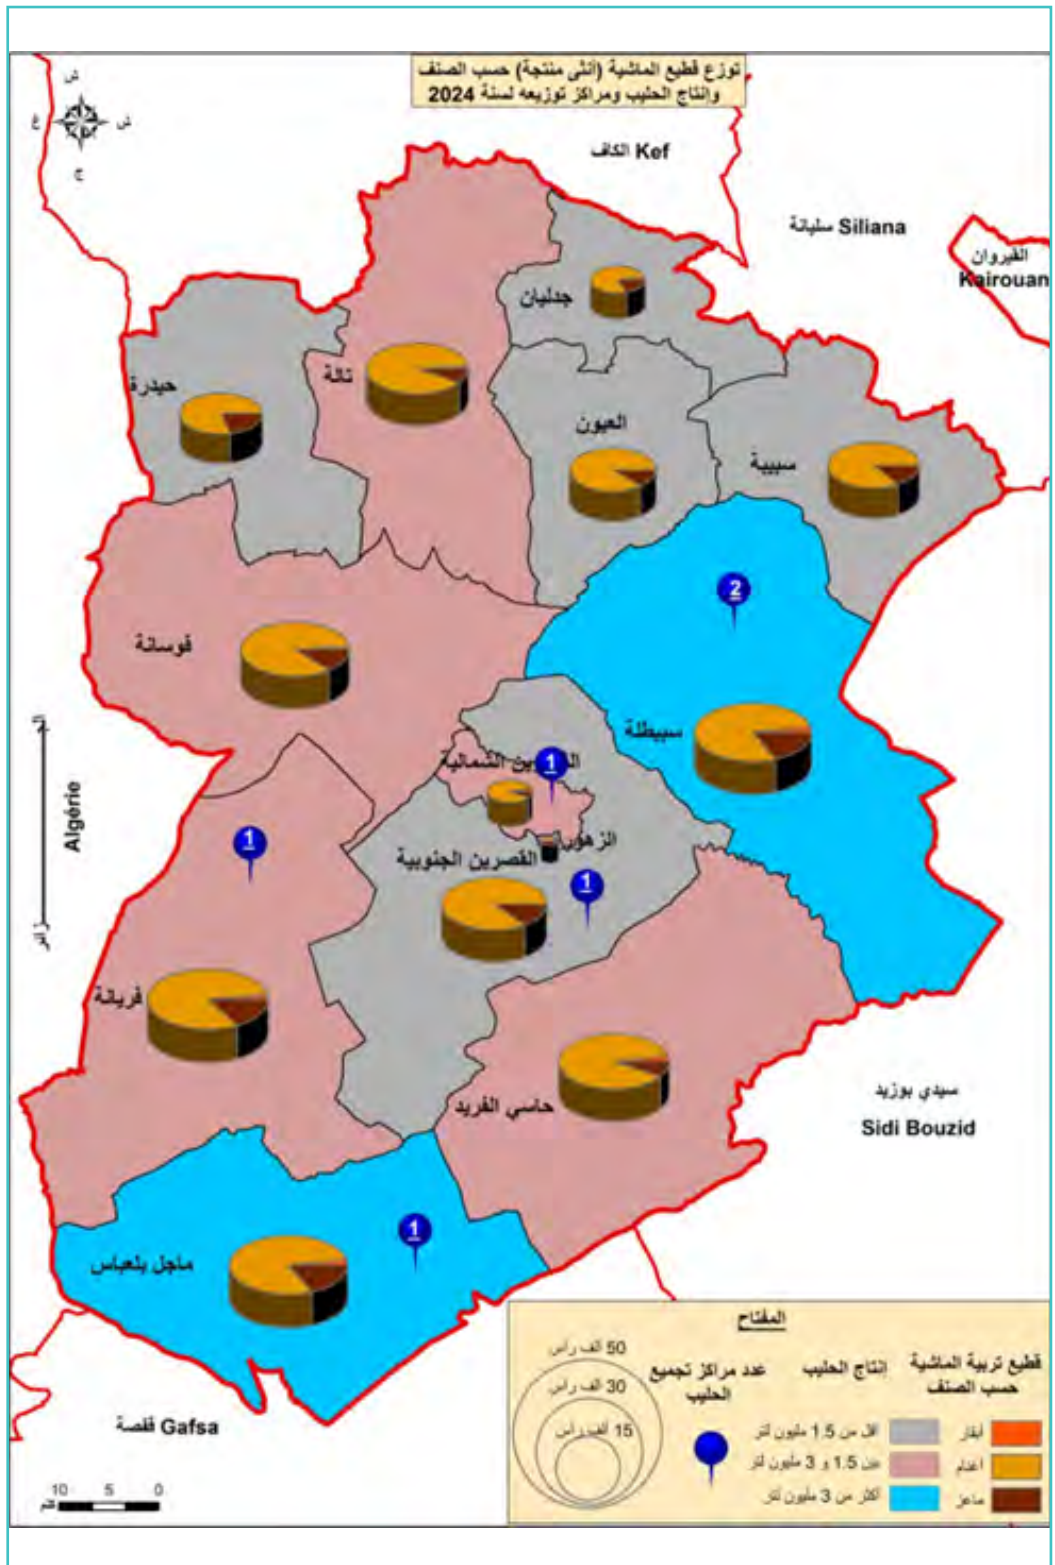 توزع قطيع الماشية (أنثى منتجة) حسب الصنف
وإنتاج الحليب ومراكز توزيعه لسنة 2024
ش
غ
ش
ج
الكاف Kef
سليانة Siliana
القيروان
Kairouan
جدليان
تالة
حيدرة
العيون
سبيبة
2
فوسانة
سبيطلة
القصرين الشمالية
1
الزهور
القصرين الجنوبية
1
1
Algérie
فريانة
حاسي الفريد
سيدي بوزيد
Sidi Bouzid
1
ماجل بلعباس
قفصة Gafsa
10 5 0
كلم
المفتاح
قطيع تربية الماشية
حسب الصنف
أبقار
أغنام
ماعز
إنتاج الحليب
أقل من 1.5 مليون لتر
بين 1.5 و 3 مليون لتر
أكثر من 3 مليون لتر
عدد مراكز تجميع
الحليب
50 ألف رأس
30 ألف رأس
15 ألف رأس